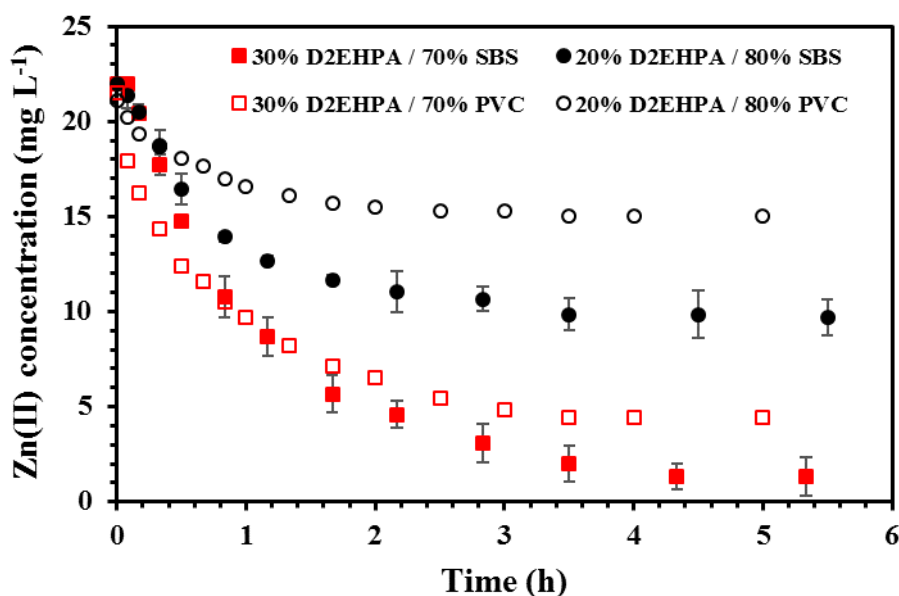 25
20
15
10
5
0
Zn(II) concentration (mg L⁻¹)
30% D2EHPA / 70% SBS
20% D2EHPA / 80% SBS
30% D2EHPA / 70% PVC
20% D2EHPA / 80% PVC
0 1 2 3 4 5 6
Time (h)